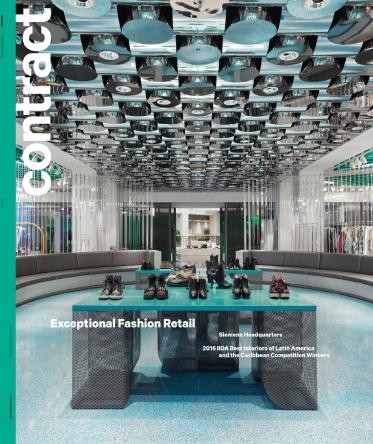 contract
Exceptional Fashion Retail
Siemens Headquarters
2016 IIDA Best Interiors of Latin America
and the Caribbean Competition Winners